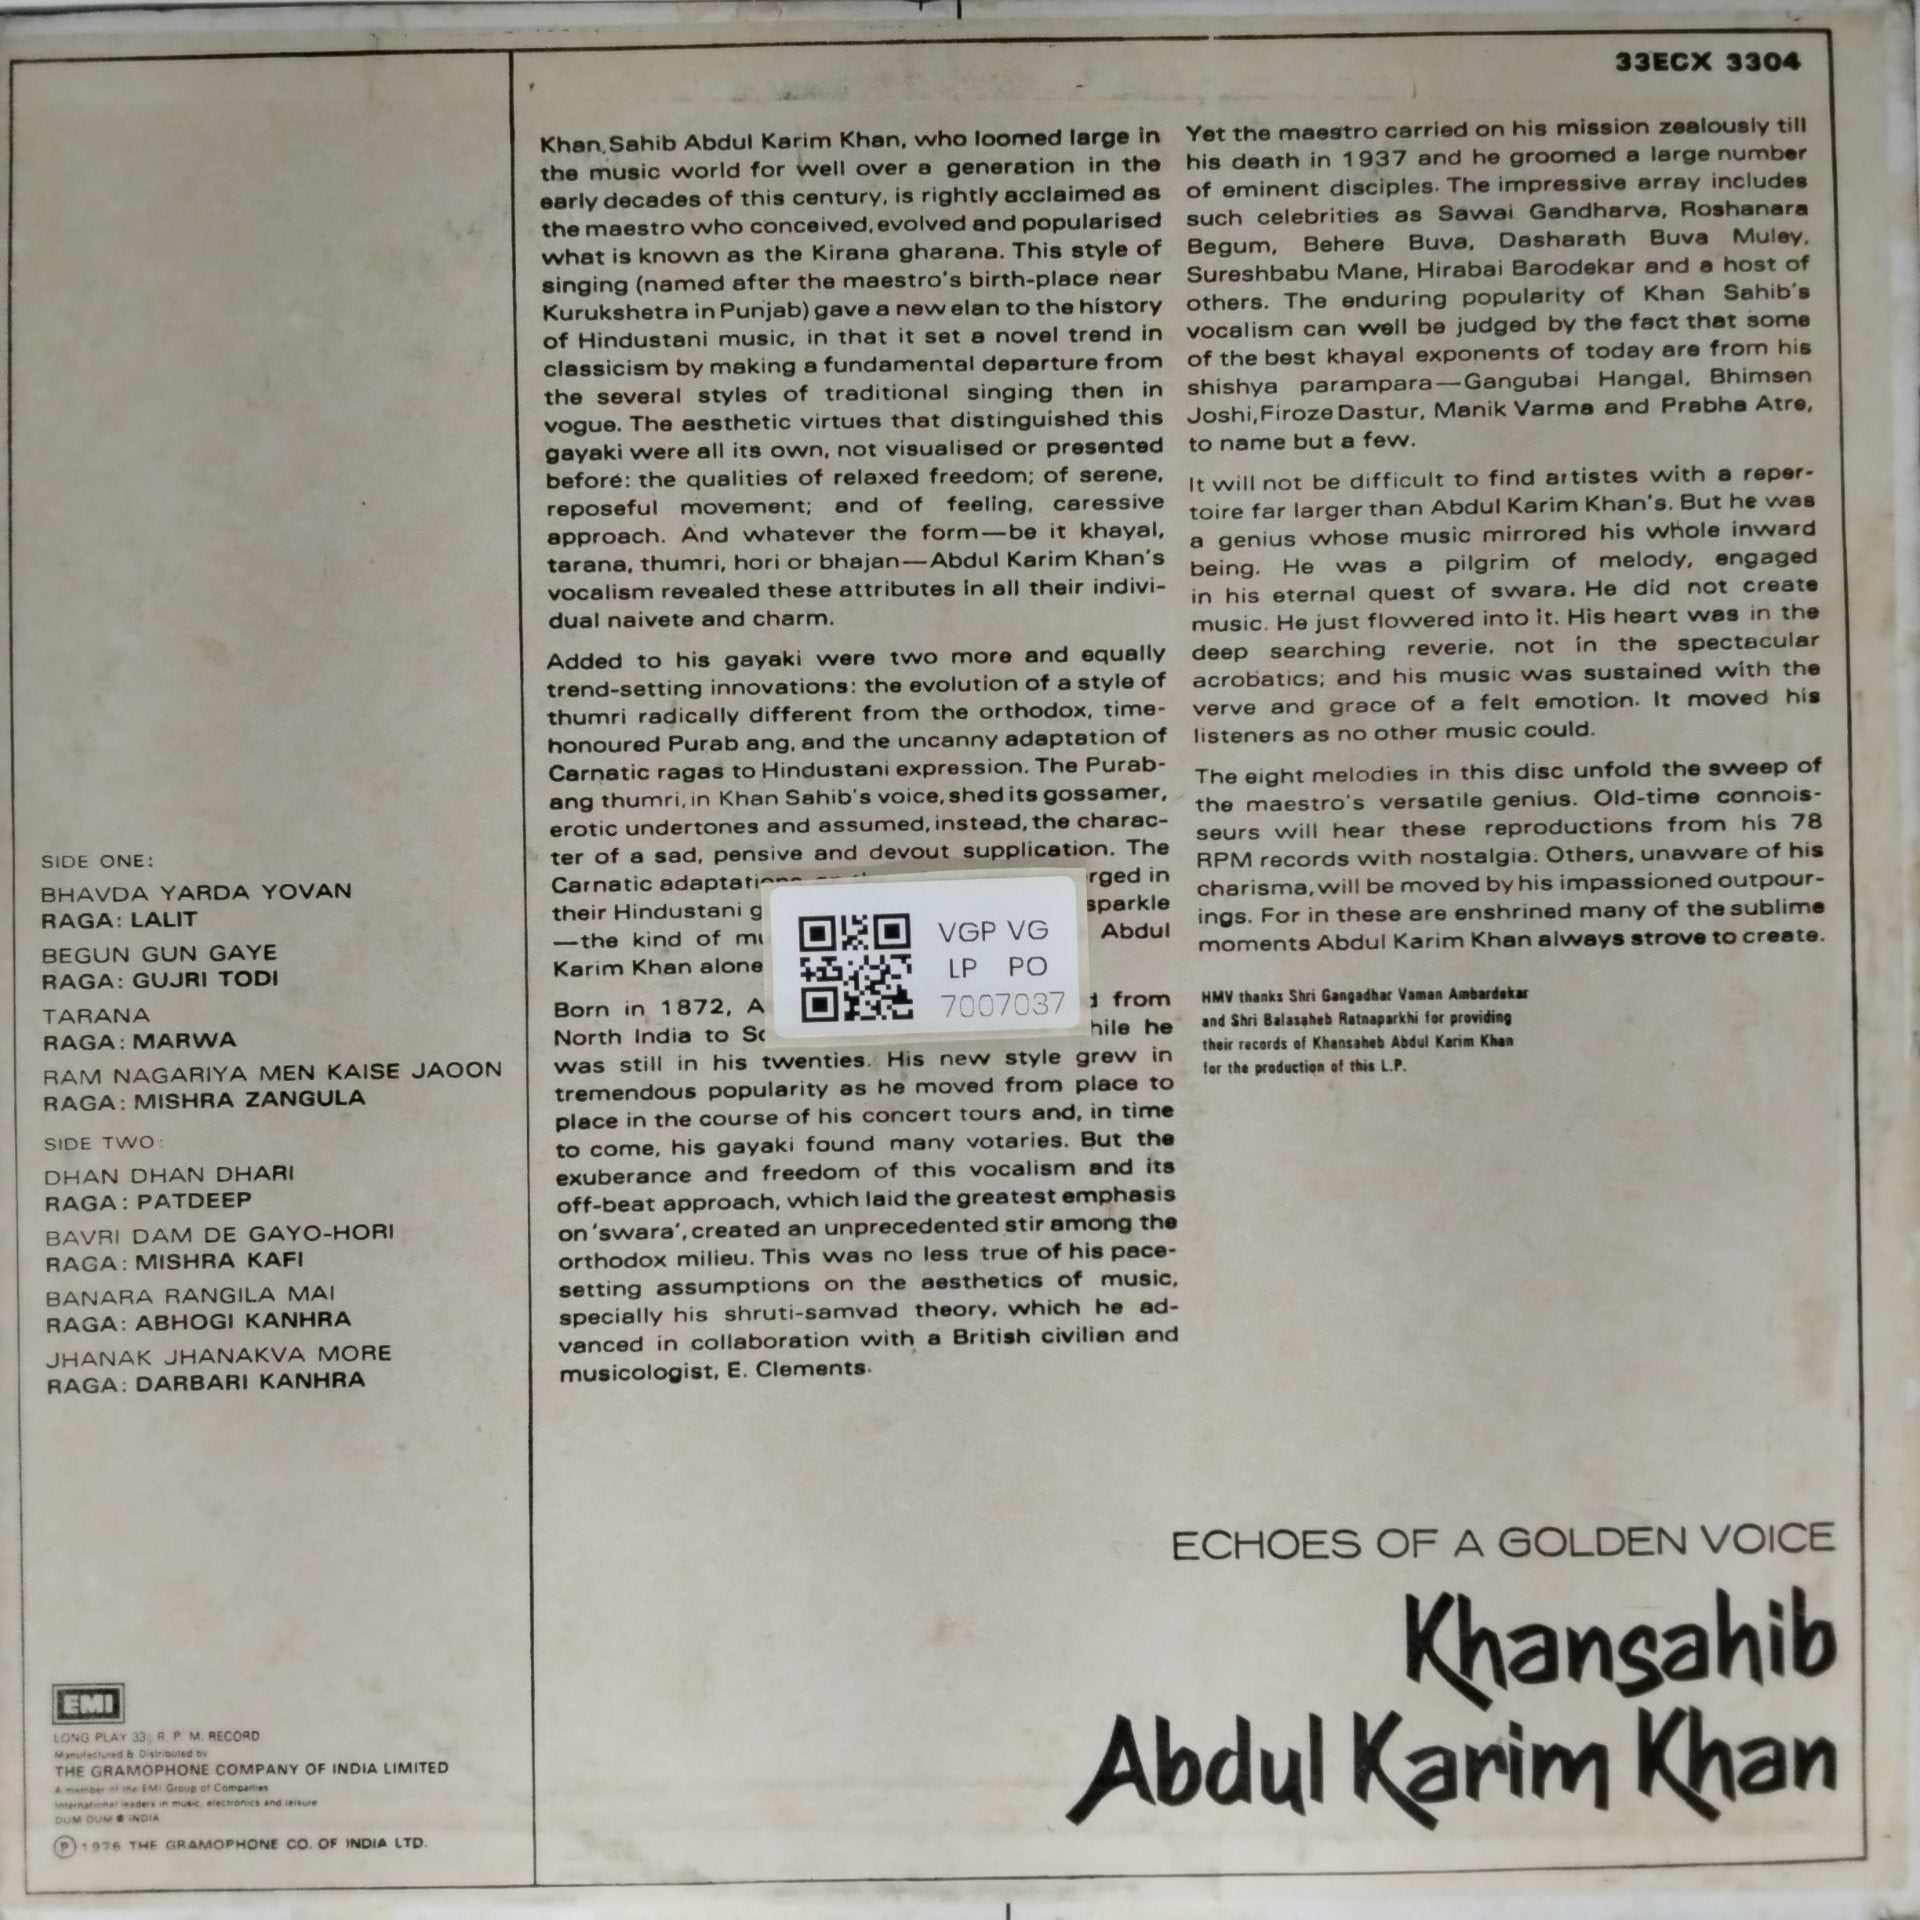 33ECX 3304
SIDE ONE:
BHAVDA YARDA YOVAN
RAGA: LALIT
BEGUN GUN GAYE
RAGA: GUJRI TODI
TARANA
RAGA: MARWA
RAM NAGARIYA MEN KAISE JAOON
RAGA: MISHRA ZANGULA
SIDE TWO:
DHAN DHAN DHARI
RAGA: PATDEEP
BAVRI DAM DE GAYO-HORI
RAGA: MISHRA KAFI
BANARA RANGILA MAI
RAGA: ABHOGI KANHRA
JHANAK JHANAKVA MORE
RAGA: DARBARI KANHRA
EMI
LONG PLAY 33⅓ R. P. M. RECORD
Manufactured & Distributed by
THE GRAMOPHONE COMPANY OF INDIA LIMITED
A member of the EMI Group of Companies
International leaders in music, electronics and leisure
DUM DUM ● INDIA
Ⓟ 1976 THE GRAMOPHONE CO. OF INDIA LTD.
Khan Sahib Abdul Karim Khan, who loomed large in
the music world for well over a generation in the
early decades of this century, is rightly acclaimed as
the maestro who conceived, evolved and popularised
what is known as the Kirana gharana. This style of
singing (named after the maestro's birth-place near
Kurukshetra in Punjab) gave a new elan to the history
of Hindustani music, in that it set a novel trend in
classicism by making a fundamental departure from
the several styles of traditional singing then in
vogue. The aesthetic virtues that distinguished this
gayaki were all its own, not visualised or presented
before: the qualities of relaxed freedom; of serene,
reposeful movement; and of feeling, caressive
approach. And whatever the form—be it khayal,
tarana, thumri, hori or bhajan—Abdul Karim Khan's
vocalism revealed these attributes in all their indivi-
dual naivete and charm.
Added to his gayaki were two more and equally
trend-setting innovations: the evolution of a style of
thumri radically different from the orthodox, time-
honoured Purab ang, and the uncanny adaptation of
Carnatic ragas to Hindustani expression. The Purab-
ang thumri, in Khan Sahib's voice, shed its gossamer,
erotic undertones and assumed, instead, the charac-
ter of a sad, pensive and devout supplication. The
Carnatic in
their Hindustani sparkle
—the kind of Abdul
Karim Khan alone
Born in 1872, from
North India to he
was still in his twenties. His new style grew in
tremendous popularity as he moved from place to
place in the course of his concert tours and, in time
to come, his gayaki found many votaries. But the
exuberance and freedom of this vocalism and its
off-beat approach, which laid the greatest emphasis
on 'swara', created an unprecedented stir among the
orthodox milieu. This was no less true of his pace-
setting assumptions on the aesthetics of music,
specially his shruti-samvad theory, which he ad-
vanced in collaboration with a British civilian and
musicologist, E. Clements.
VGP VG
LP PO
7007037
Yet the maestro carried on his mission zealously till
his death in 1937 and he groomed a large number
of eminent disciples. The impressive array includes
such celebrities as Sawai Gandharva, Roshanara
Begum, Behere Buva, Dasharath Buva Muley,
Sureshbabu Mane, Hirabai Barodekar and a host of
others. The enduring popularity of Khan Sahib's
vocalism can well be judged by the fact that some
of the best khayal exponents of today are from his
shishya parampara—Gangubai Hangal, Bhimsen
Joshi, Firoze Dastur, Manik Varma and Prabha Atre,
to name but a few.
It will not be difficult to find artistes with a reper-
toire far larger than Abdul Karim Khan's. But he was
a genius whose music mirrored his whole inward
being. He was a pilgrim of melody, engaged
in his eternal quest of swara. He did not create
music. He just flowered into it. His heart was in the
deep searching reverie, not in the spectacular
acrobatics; and his music was sustained with the
verve and grace of a felt emotion. It moved his
listeners as no other music could.
The eight melodies in this disc unfold the sweep of
the maestro's versatile genius. Old-time connois-
seurs will hear these reproductions from his 78
RPM records with nostalgia. Others, unaware of his
charisma, will be moved by his impassioned outpour-
ings. For in these are enshrined many of the sublime
moments Abdul Karim Khan always strove to create.
HMV thanks Shri Gangadhar Vaman Ambardekar
and Shri Balasaheb Ratnaparkhi for providing
their records of Khansaheb Abdul Karim Khan
for the production of this L.P.
ECHOES OF A GOLDEN VOICE
Khansahib
Abdul Karim Khan